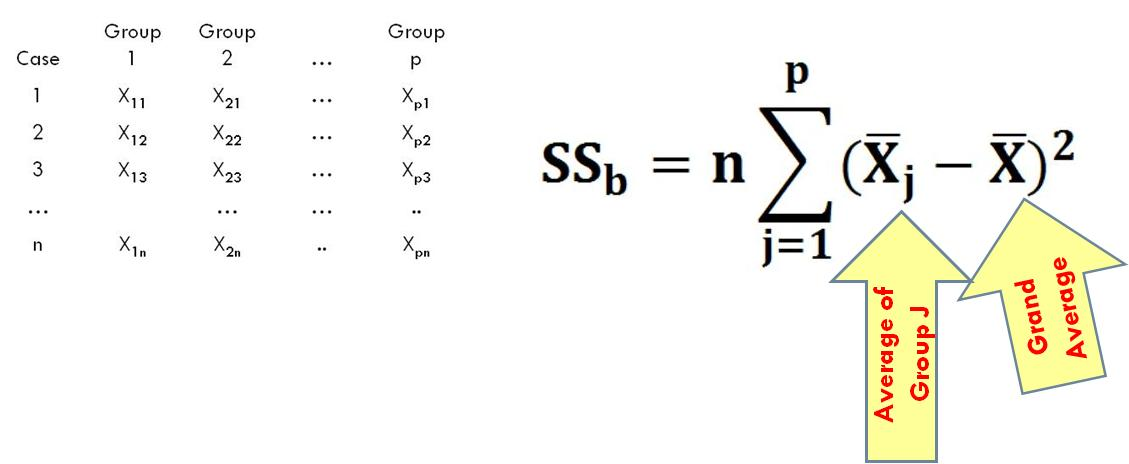 Group Group Group
Case 1 2 ... p
1 X₁₁ X₂₁ ... Xₚ₁
2 X₁₂ X₂₂ ... Xₚ₂
3 X₁₃ X₂₃ ... Xₚ₃
... ... ... ..
n X₁ₙ X₂ₙ .. Xₚₙ
p
SS_b = n ∑ (X̅ⱼ − X̅)²
j=1
Average of
Group J
Grand
Average